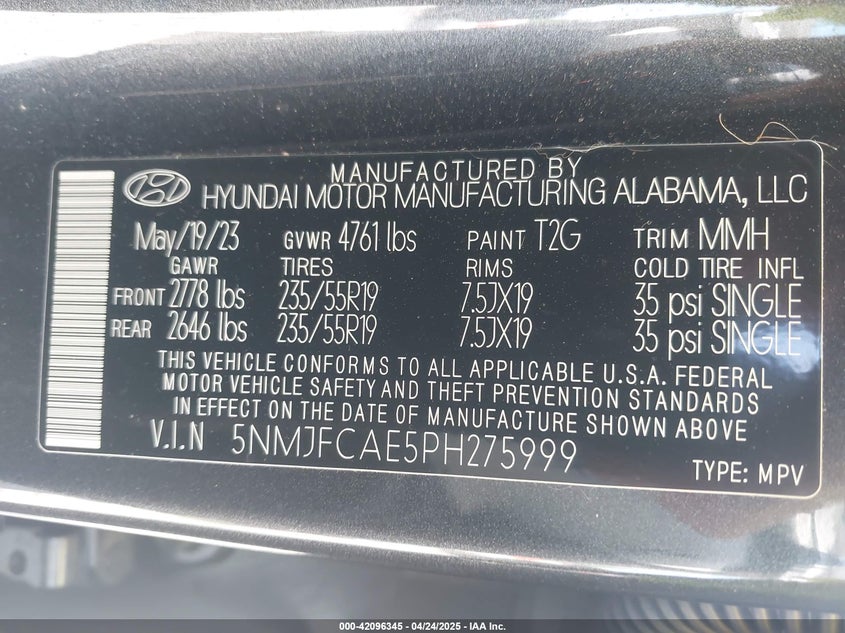 MANUFACTURED BY
HYUNDAI MOTOR MANUFACTURING ALABAMA, LLC
May/19/23 GVWR 4761 lbs PAINT T2G TRIM MMH
GAWR TIRES RIMS COLD TIRE INFL
FRONT 2778 lbs 235/55R19 7.5JX19 35 psi SINGLE
REAR 2646 lbs 235/55R19 7.5JX19 35 psi SINGLE
THIS VEHICLE CONFORMS TO ALL APPLICABLE U.S.A. FEDERAL
MOTOR VEHICLE SAFETY AND THEFT PREVENTION STANDARDS
IN EFFECT ON THE DATE OF MANUFACTURE SHOWN ABOVE
V.I.N 5NMJFCAE5PH275999
TYPE: MPV
000-42096345 - 04/24/2025 - IAA Inc.